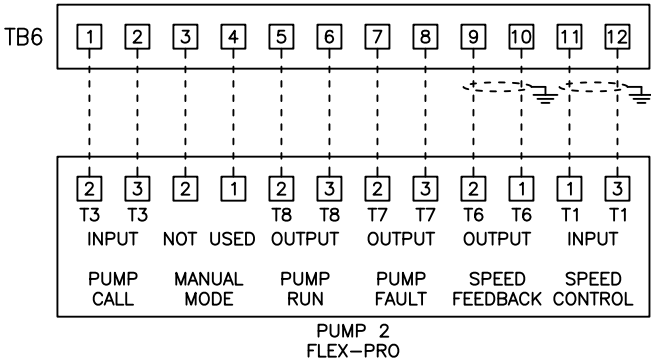 TB6 1 2 3 4 5 6 7 8 9 10 11 12
2 3 2 1 2 3 2 3 2 1 1 3
T3 T3 T8 T8 T7 T7 T6 T6 T1 T1
INPUT NOT USED OUTPUT OUTPUT OUTPUT INPUT
PUMP MANUAL PUMP PUMP SPEED SPEED
CALL MODE RUN FAULT FEEDBACK CONTROL
PUMP 2
FLEX-PRO